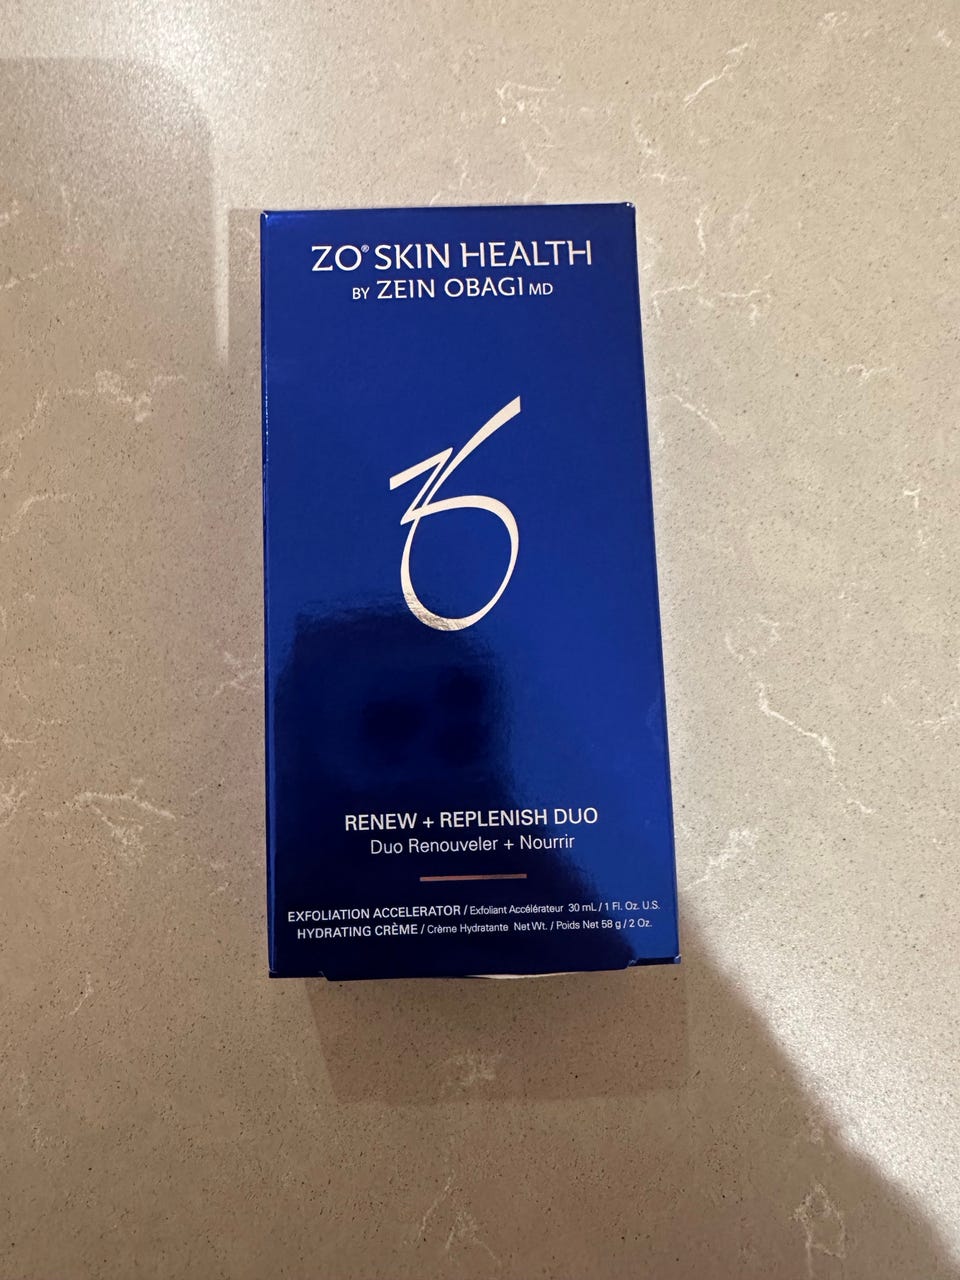 ZO® SKIN HEALTH
BY ZEIN OBAGI MD
RENEW + REPLENISH DUO
Duo Renouveler + Nourrir
EXFOLIATION ACCELERATOR / Exfoliant Accélérateur 30 mL / 1 Fl. Oz. U.S.
HYDRATING CRÈME / Crème Hydratante Net Wt. / Poids Net 58 g / 2 Oz.